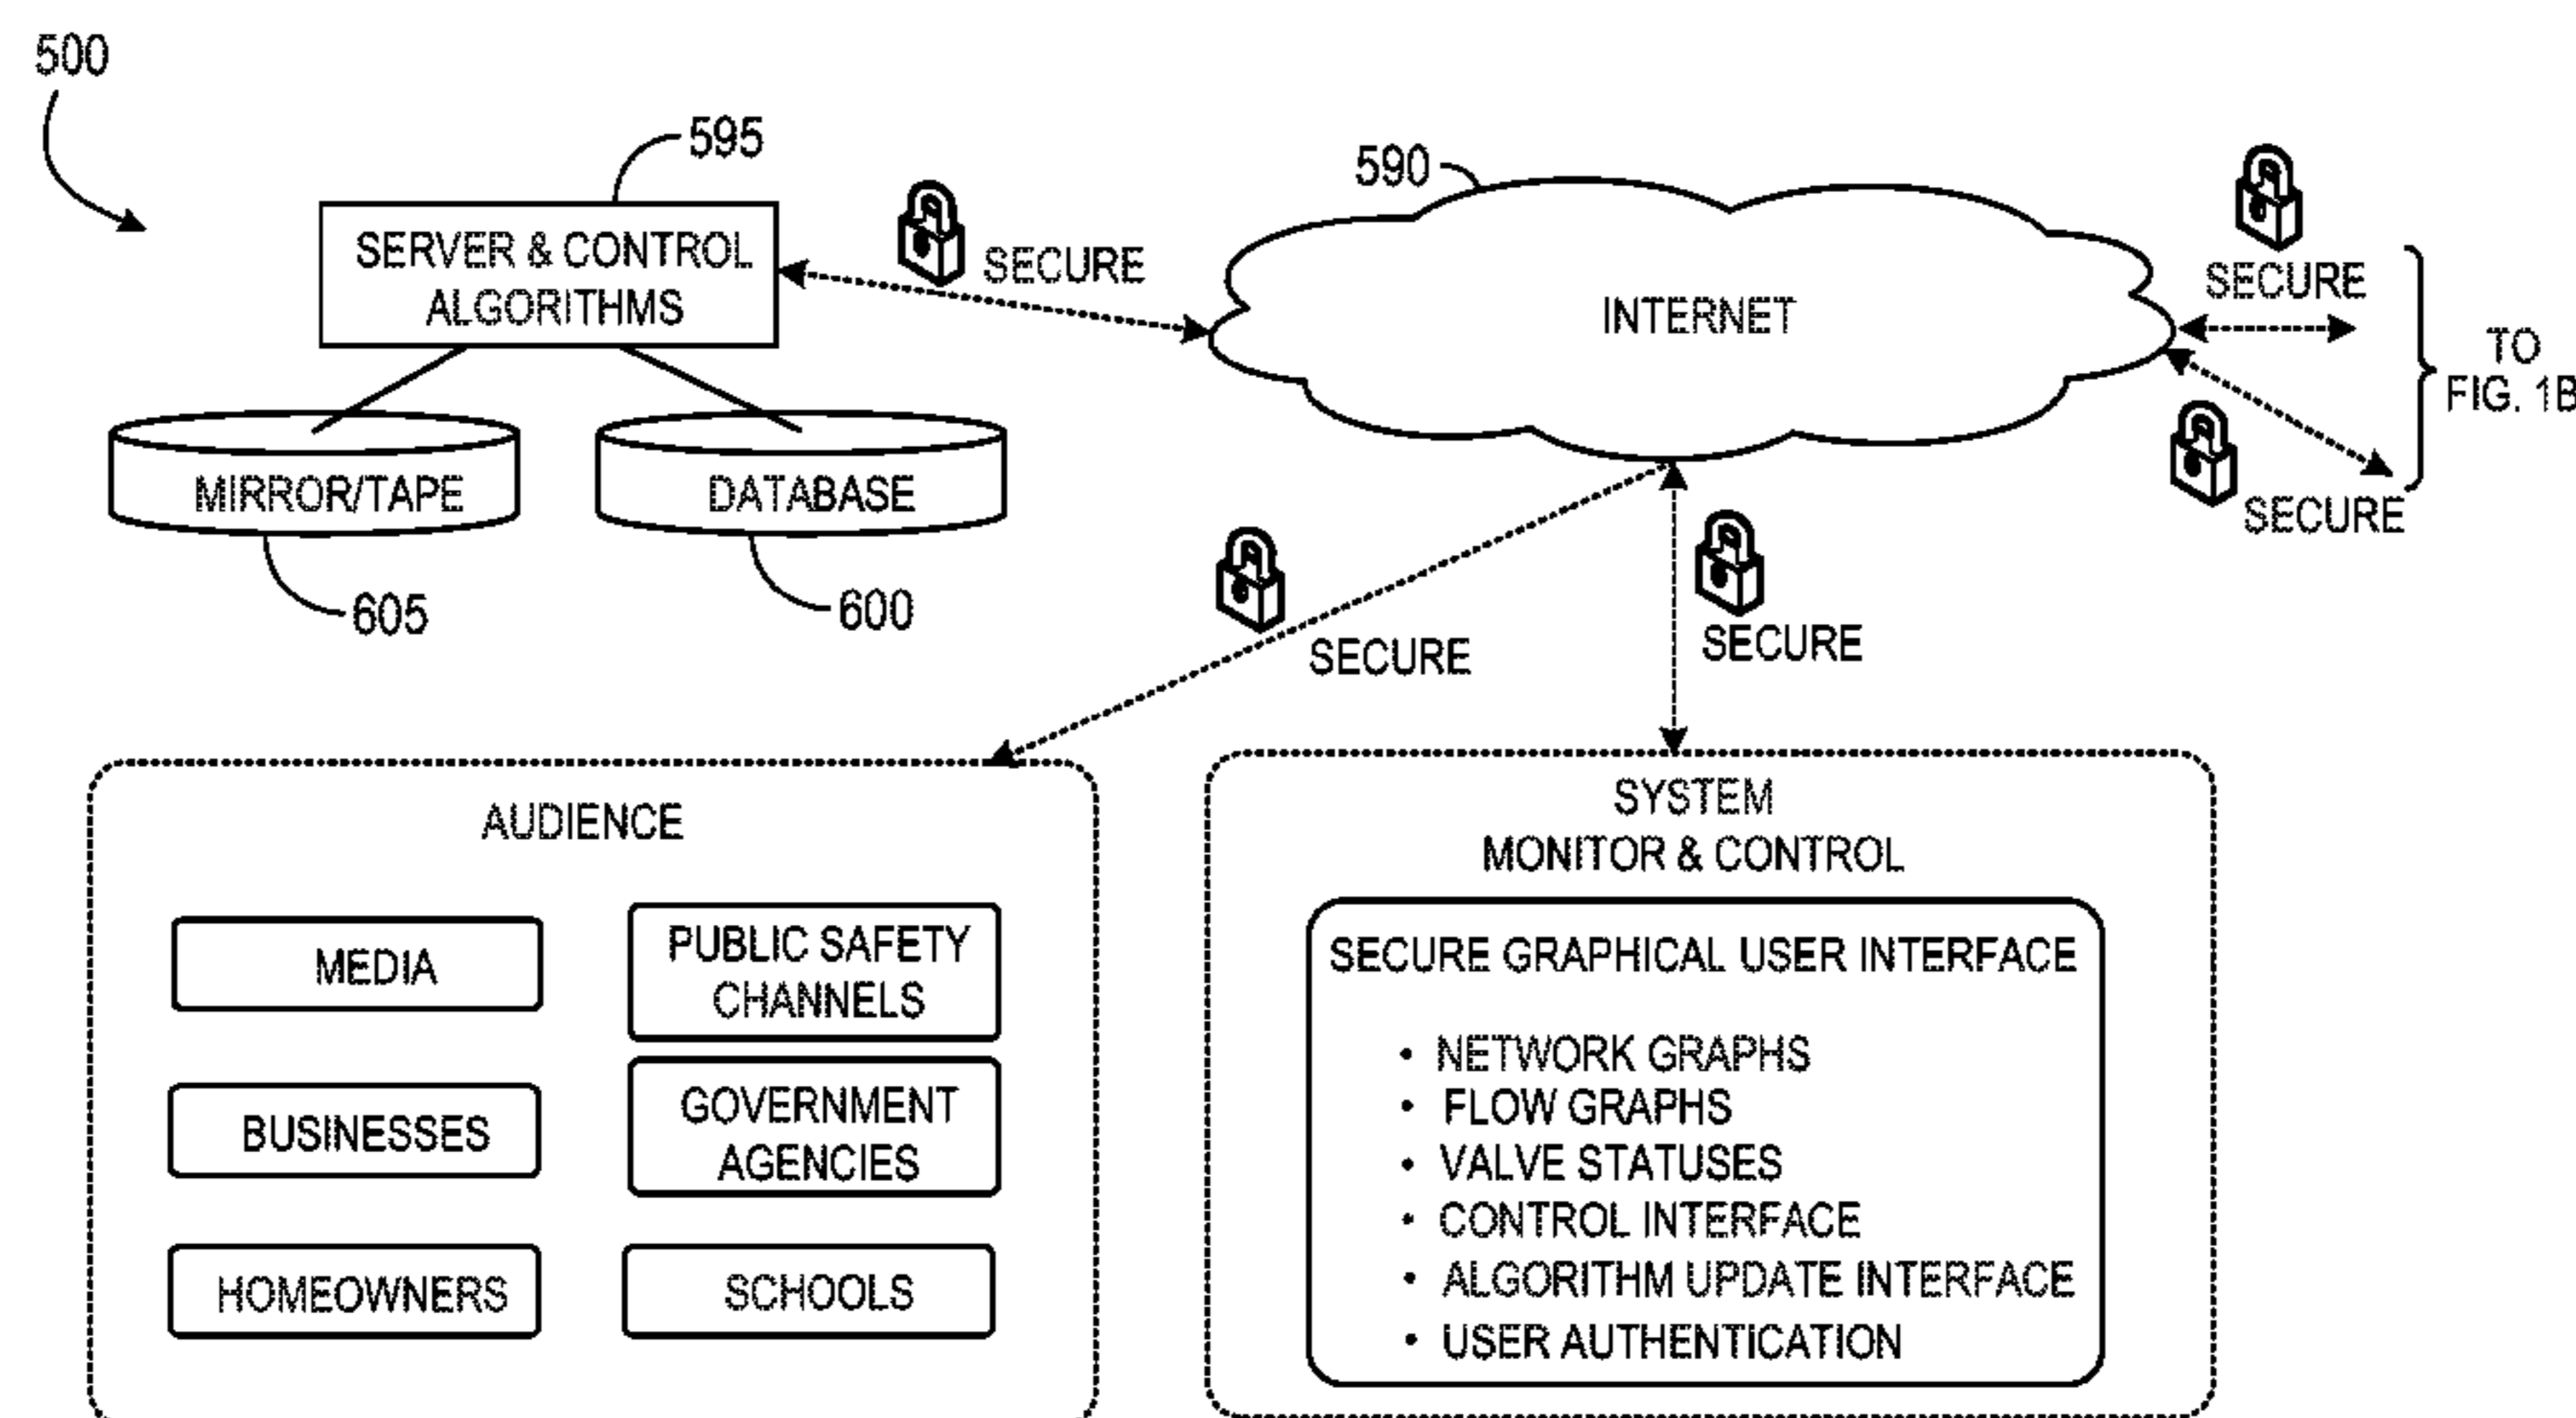 500
595
SERVER & CONTROL
ALGORITHMS
SECURE
590
INTERNET
SECURE
TO
FIG. 1B
SECURE
MIRROR/TAPE
DATABASE
605
600
SECURE
SECURE
AUDIENCE
MEDIA
PUBLIC SAFETY
CHANNELS
BUSINESSES
GOVERNMENT
AGENCIES
HOMEOWNERS
SCHOOLS
SYSTEM
MONITOR & CONTROL
SECURE GRAPHICAL USER INTERFACE
• NETWORK GRAPHS
• FLOW GRAPHS
• VALVE STATUSES
• CONTROL INTERFACE
• ALGORITHM UPDATE INTERFACE
• USER AUTHENTICATION